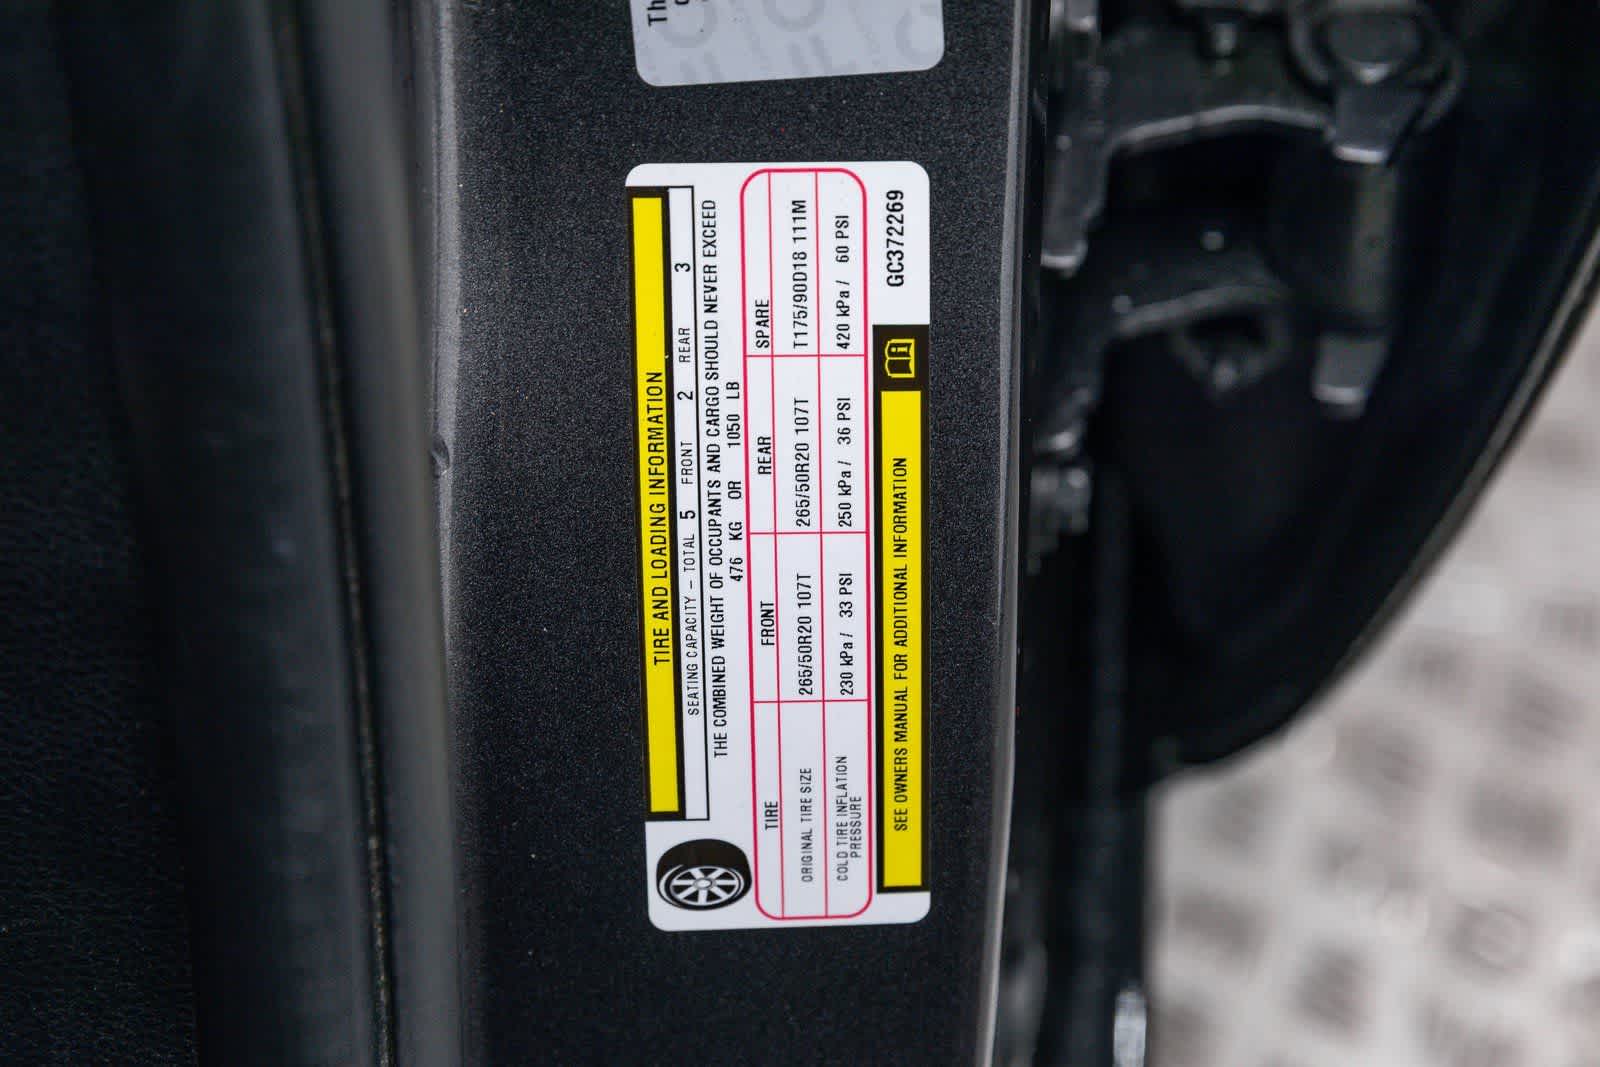 Th
TIRE AND LOADING INFORMATION
SEATING CAPACITY – TOTAL 5 FRONT 2 REAR 3
THE COMBINED WEIGHT OF OCCUPANTS AND CARGO SHOULD NEVER EXCEED
476 KG OR 1050 LB
TIRE FRONT REAR SPARE
ORIGINAL TIRE SIZE 265/50R20 107T 265/50R20 107T T175/90D18 111M
COLD TIRE INFLATION PRESSURE 230 kPa / 33 PSI 250 kPa / 36 PSI 420 kPa / 60 PSI
SEE OWNERS MANUAL FOR ADDITIONAL INFORMATION
GC372269